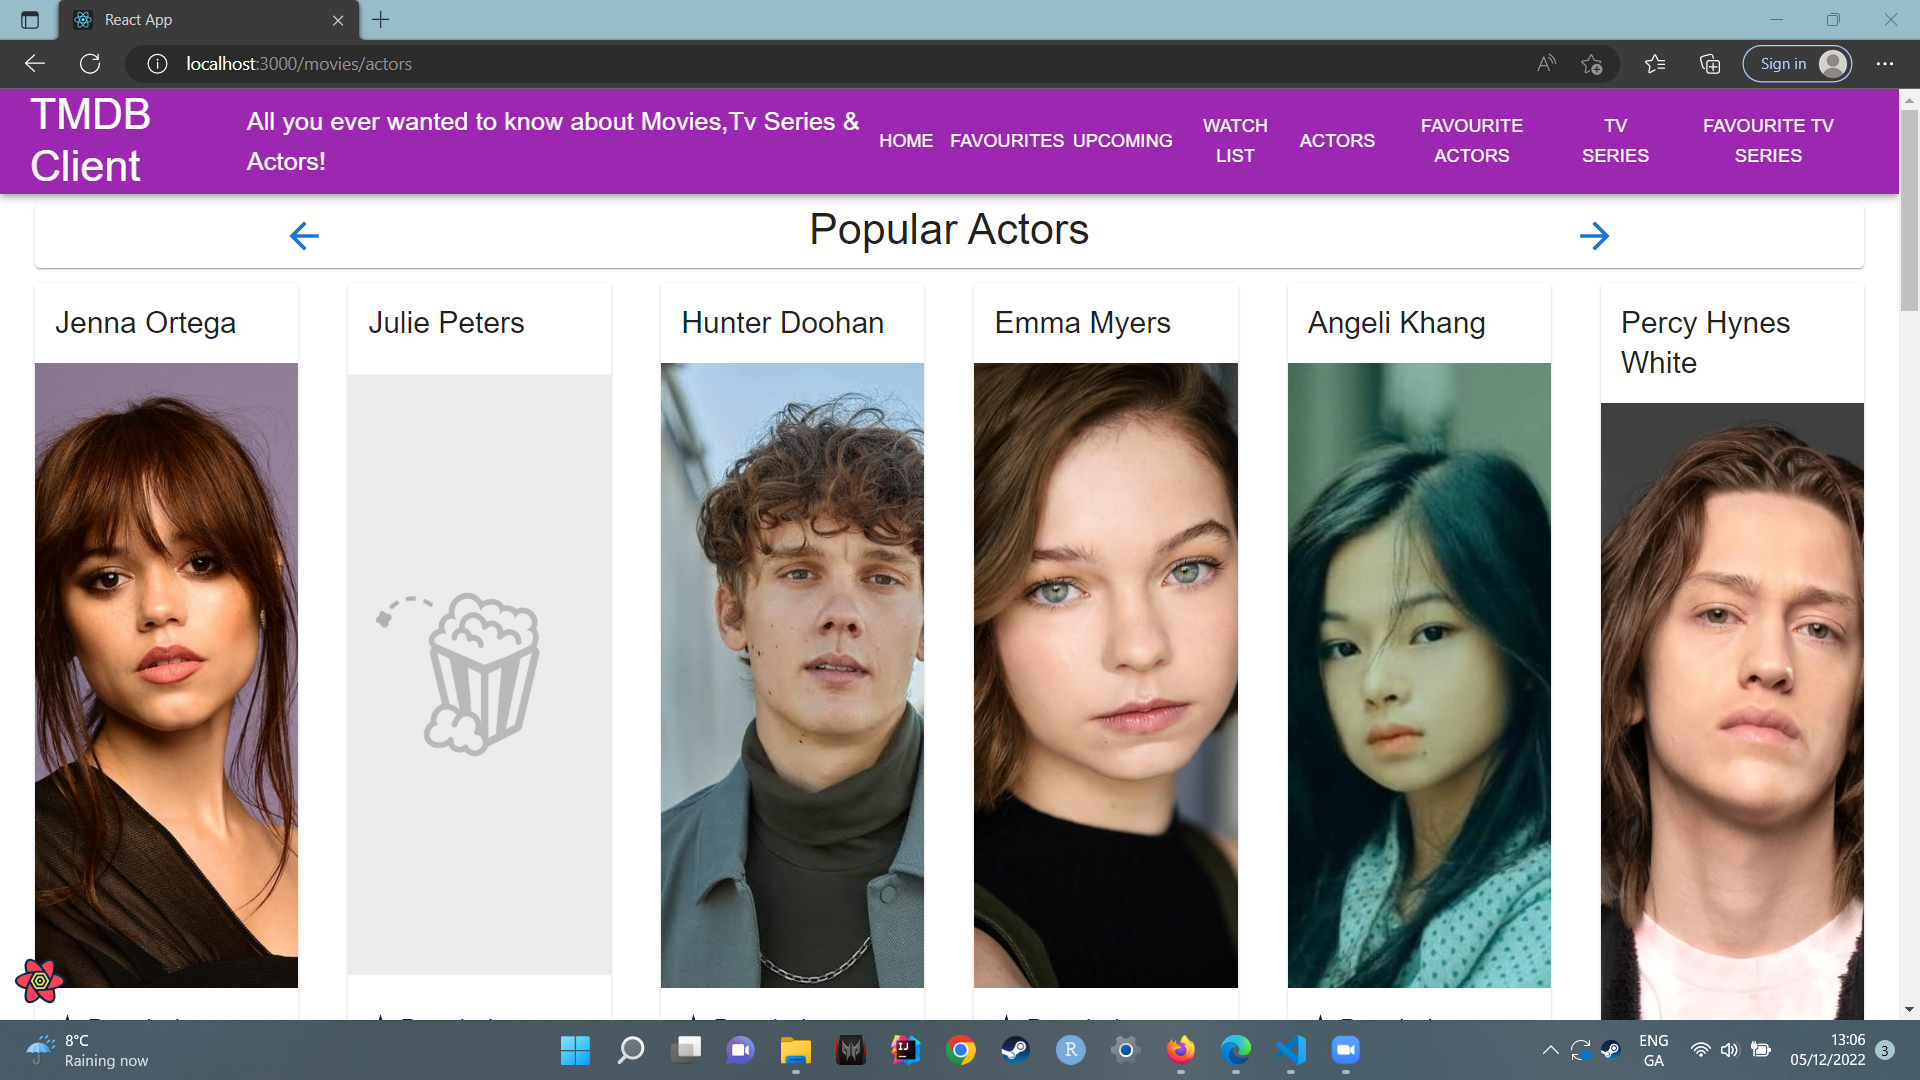 React App
localhost:3000/movies/actors
Sign in
TMDB
Client
All you ever wanted to know about Movies,Tv Series &
Actors!
HOME
FAVOURITES
UPCOMING
WATCH
LIST
ACTORS
FAVOURITE
ACTORS
TV
SERIES
FAVOURITE TV
SERIES
Popular Actors
Jenna Ortega
Julie Peters
Hunter Doohan
Emma Myers
Angeli Khang
Percy Hynes
White
8°C
Raining now
ENG
GA
13:06
05/12/2022
3